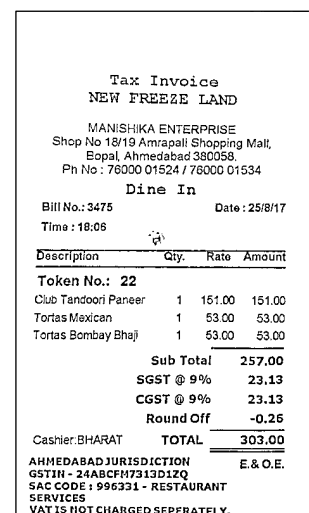 Tax Invoice
NEW FREEZE LAND
MANISHIKA ENTERPRISE
Shop No 18/19 Amrapali Shopping Mall,
Bopal, Ahmedabad 380058.
Ph No : 76000 01524 / 76000 01534
Dine In
Bill No.: 3475 Date : 25/8/17
Time : 18:06
Description Qty. Rate Amount
Token No.: 22
Club Tandoori Paneer 1 151.00 151.00
Tortas Mexican 1 53.00 53.00
Tortas Bombay Bhaji 1 53.00 53.00
Sub Total 257.00
SGST @ 9% 23.13
CGST @ 9% 23.13
Round Off -0.26
Cashier:BHARAT TOTAL 303.00
AHMEDABAD JURISDICTION E.& O.E.
GSTIN - 24ABCFM7313D1ZQ
SAC CODE : 996331 - RESTAURANT
SERVICES
VAT IS NOT CHARGED SEPERATELY.